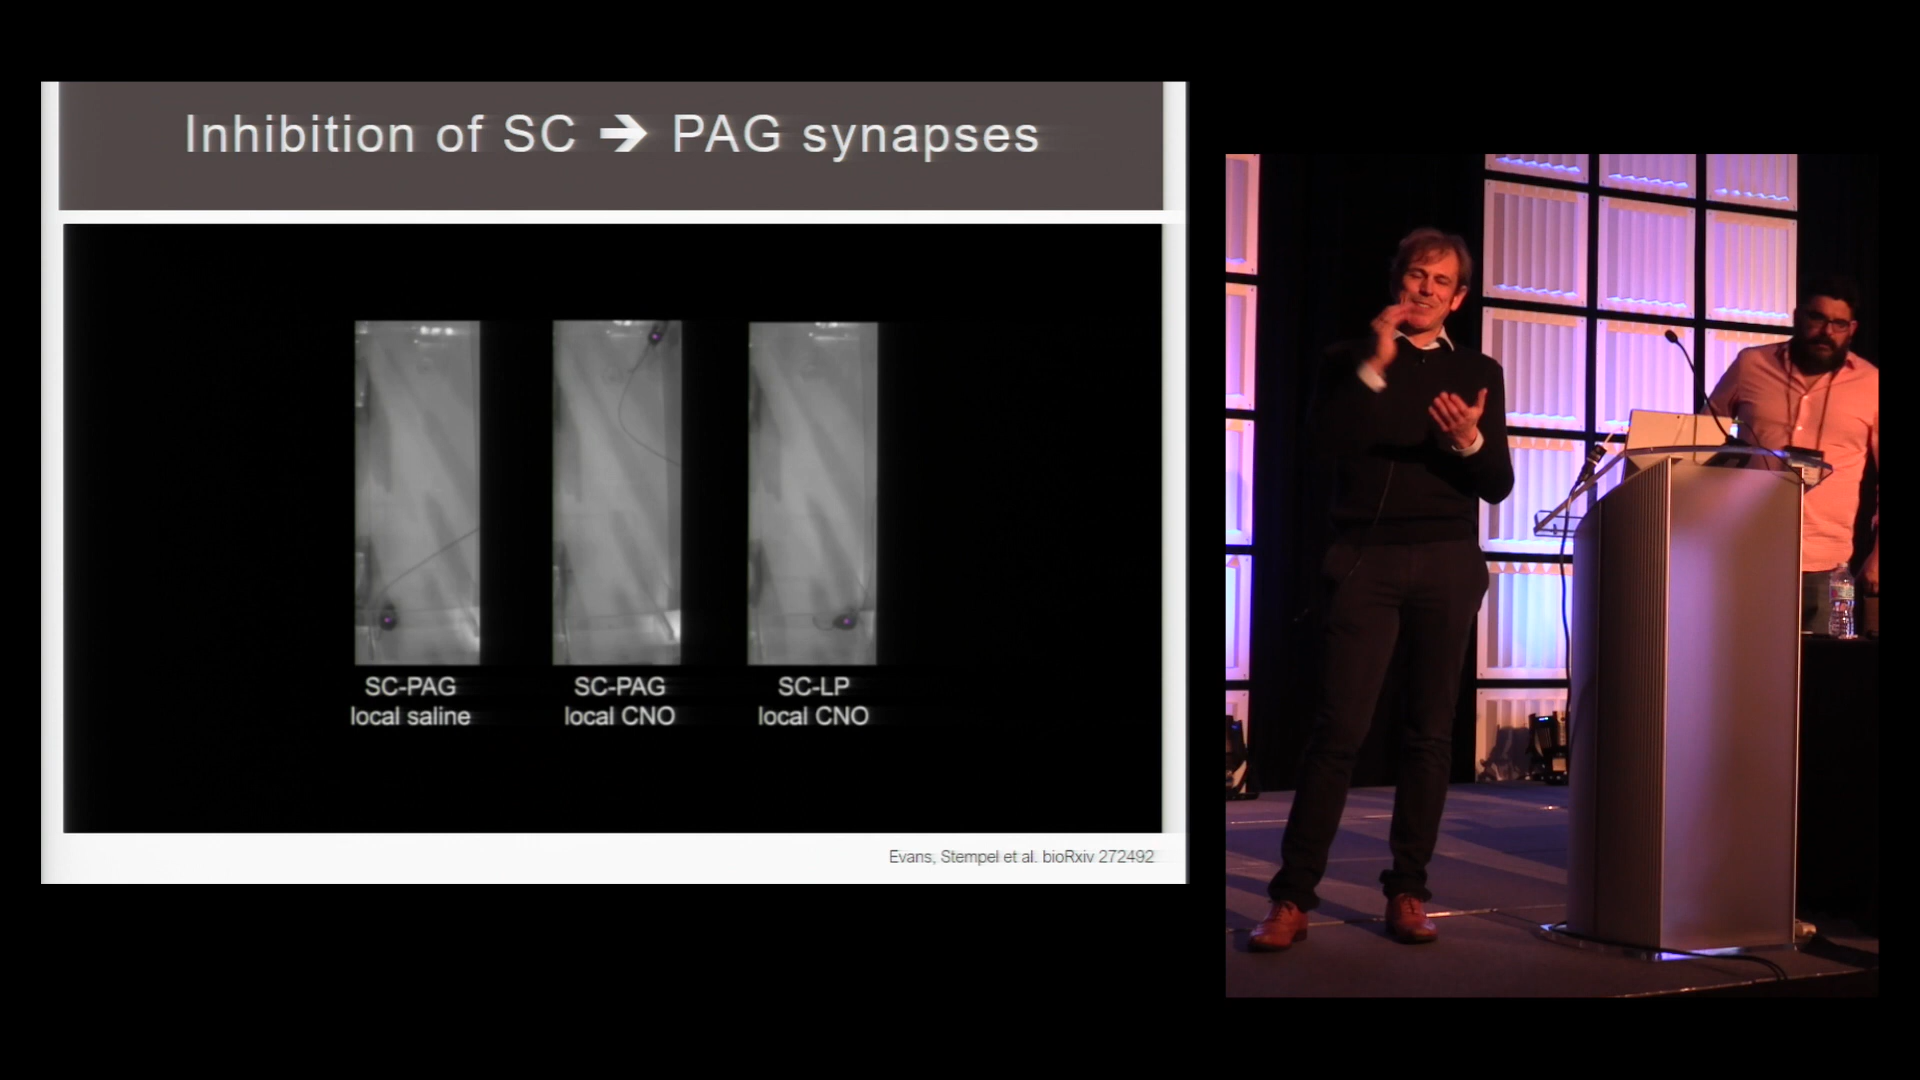 Inhibition of SC ➔ PAG synapses
SC-PAG
local saline
SC-PAG
local CNO
SC-LP
local CNO
Evans, Stempel et al. bioRxiv 272492